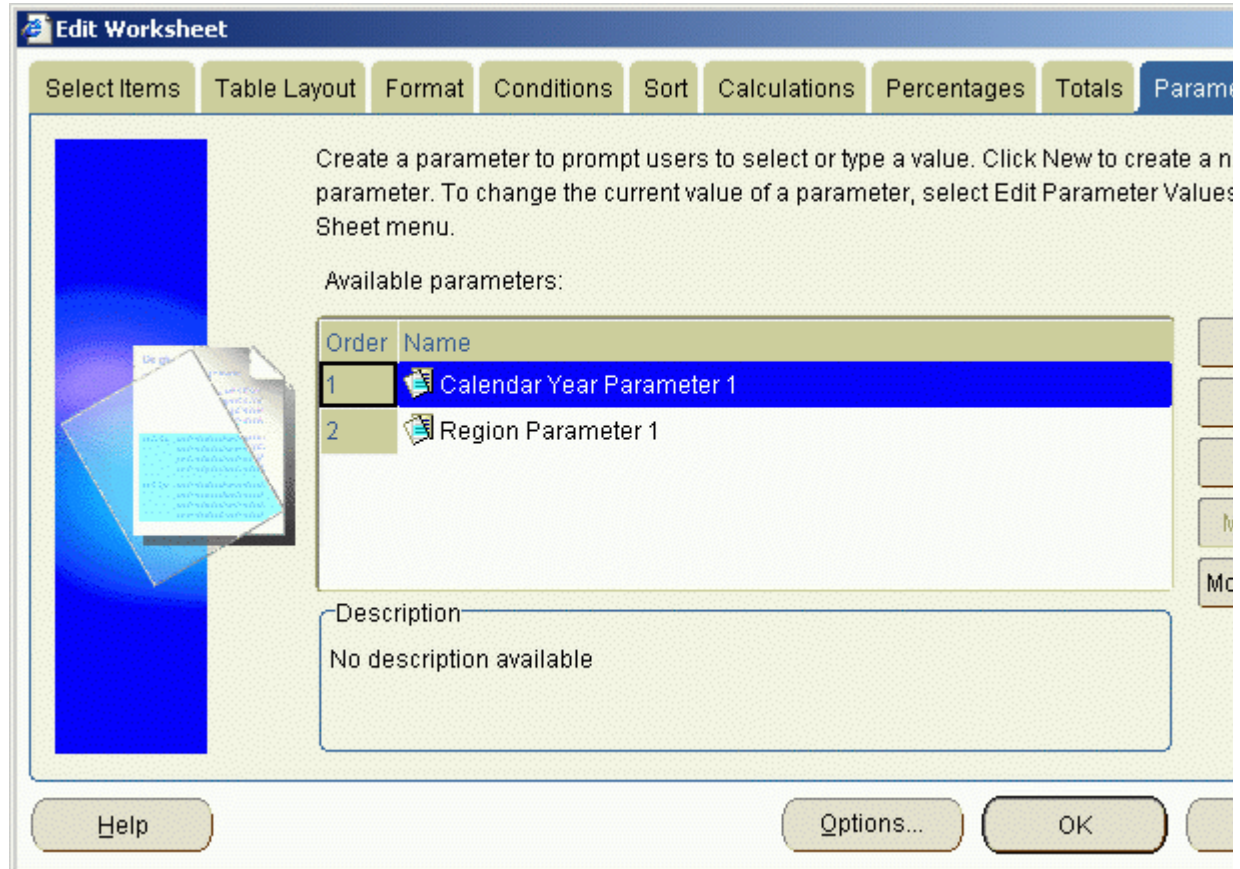 Edit Worksheet
Select Items Table Layout Format Conditions Sort Calculations Percentages Totals Parame
Create a parameter to prompt users to select or type a value. Click New to create a n
parameter. To change the current value of a parameter, select Edit Parameter Values
Sheet menu.
Available parameters:
Order Name
1 Calendar Year Parameter 1
2 Region Parameter 1
Mo
Description
No description available
Help Options... OK